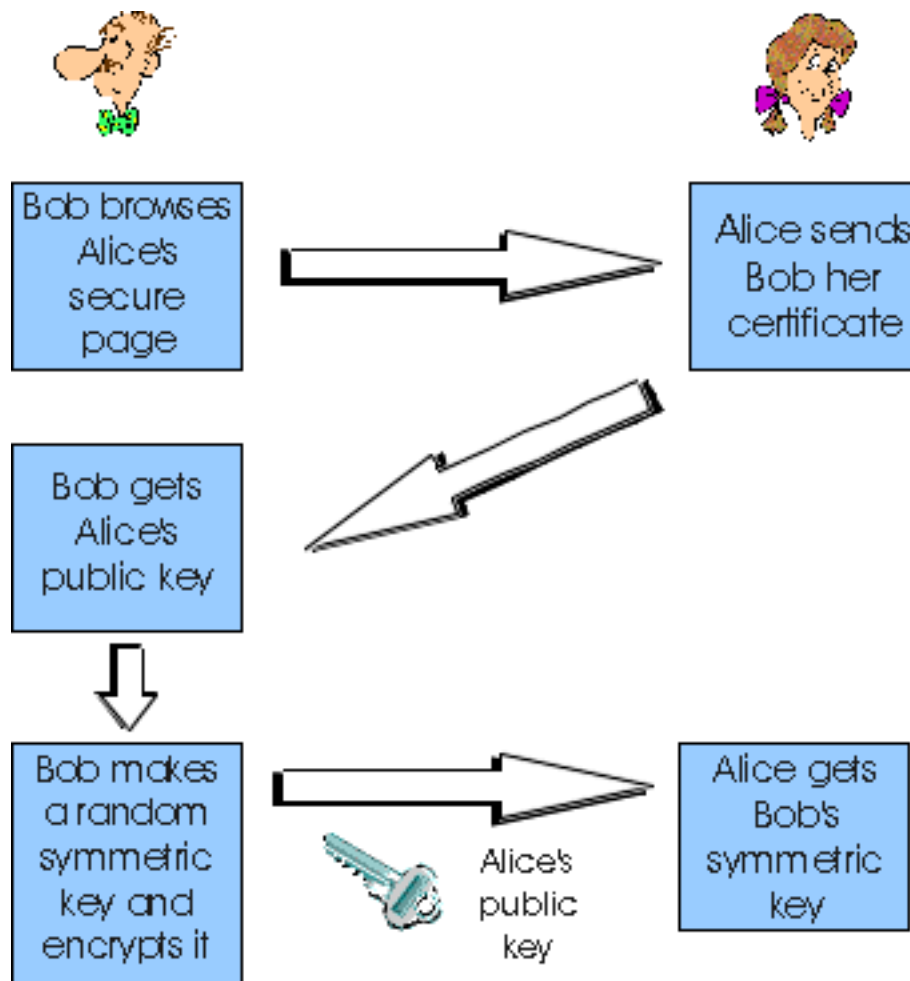 Bob browses
Alice's
secure
page
Alice sends
Bob her
certificate
Bob gets
Alice's
public key
Bob makes
a random
symmetric
key and
encrypts it
Alice's
public
key
Alice gets
Bob's
symmetric
key